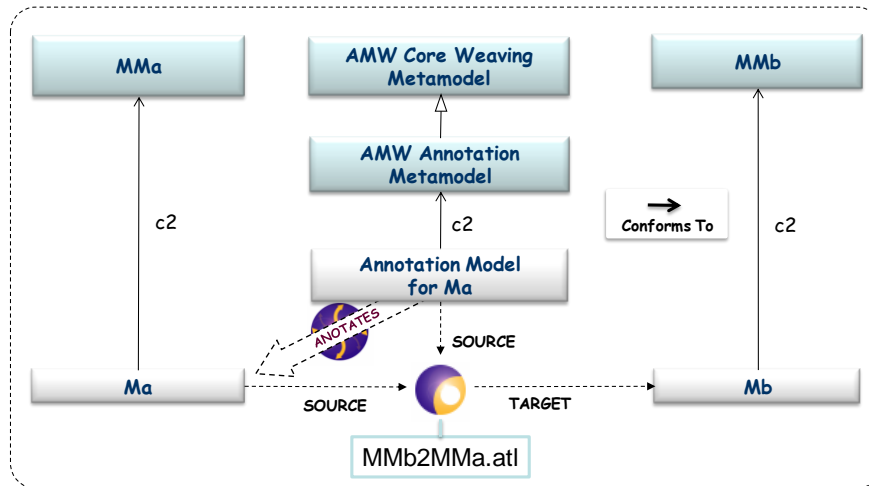 MMa
AMW Core Weaving
Metamodel
MMb
AMW Annotation
Metamodel
Conforms To
c2
c2
c2
Annotation Model
for Ma
ANOTATES
SOURCE
Ma
Mb
SOURCE
TARGET
MMb2MMa.atl